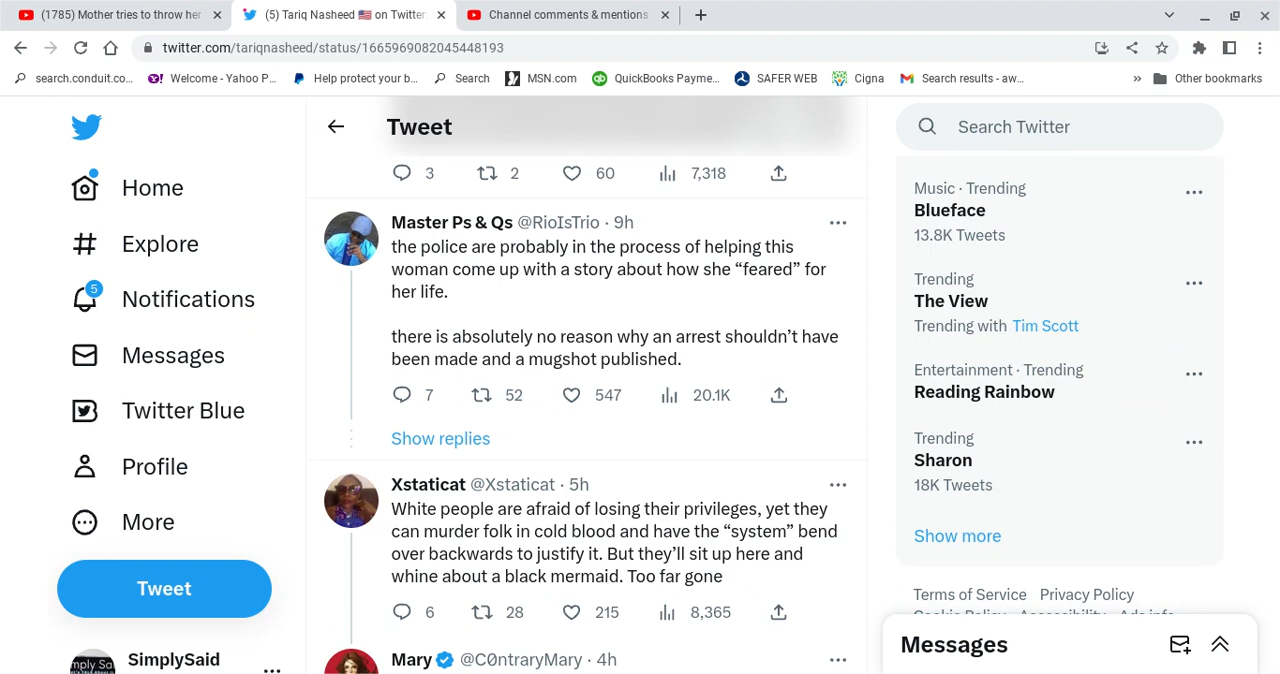 (1785) Mother tries to throw her
(5) Tariq Nasheed 🇺🇸 on Twitter:
Channel comments & mentions
twitter.com/tariqnasheed/status/1665969082045448193
search.conduit.co...
Welcome - Yahoo P...
Help protect your b...
Search
MSN.com
QuickBooks Payme...
SAFER WEB
Cigna
Search results - aw...
»
Other bookmarks
Home
Explore
5
Notifications
Messages
Twitter Blue
Profile
More
Tweet
SimplySaid
Tweet
3 2 60 7,318
Master Ps & Qs @RioIsTrio · 9h
the police are probably in the process of helping this
woman come up with a story about how she “feared” for
her life.
there is absolutely no reason why an arrest shouldn’t have
been made and a mugshot published.
7 52 547 20.1K
Show replies
Xstaticat @Xstaticat · 5h
White people are afraid of losing their privileges, yet they
can murder folk in cold blood and have the “system” bend
over backwards to justify it. But they’ll sit up here and
whine about a black mermaid. Too far gone
6 28 215 8,365
Mary @C0ntraryMary · 4h
Search Twitter
Music · Trending
Blueface
13.8K Tweets
Trending
The View
Trending with Tim Scott
Entertainment · Trending
Reading Rainbow
Trending
Sharon
18K Tweets
Show more
Terms of Service Privacy Policy
Cookie Policy Accessibility Ads info
Messages